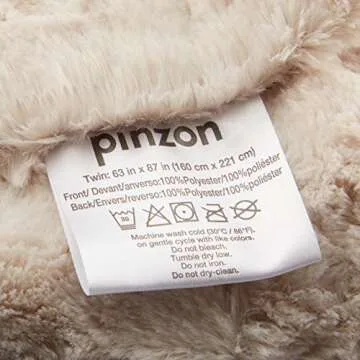 pinzon
Twin: 63 in x 87 in (160 cm x 221 cm)
Front/ Devant/anverso:100%Polyester/100%poliéster
Back/Envers/reverso:100%Polyester/100%poliéster
30
Machine wash cold (30°C / 86°F)
on gentle cycle with like colors.
Do not bleach.
Tumble dry low.
Do not iron.
Do not dry-clean.